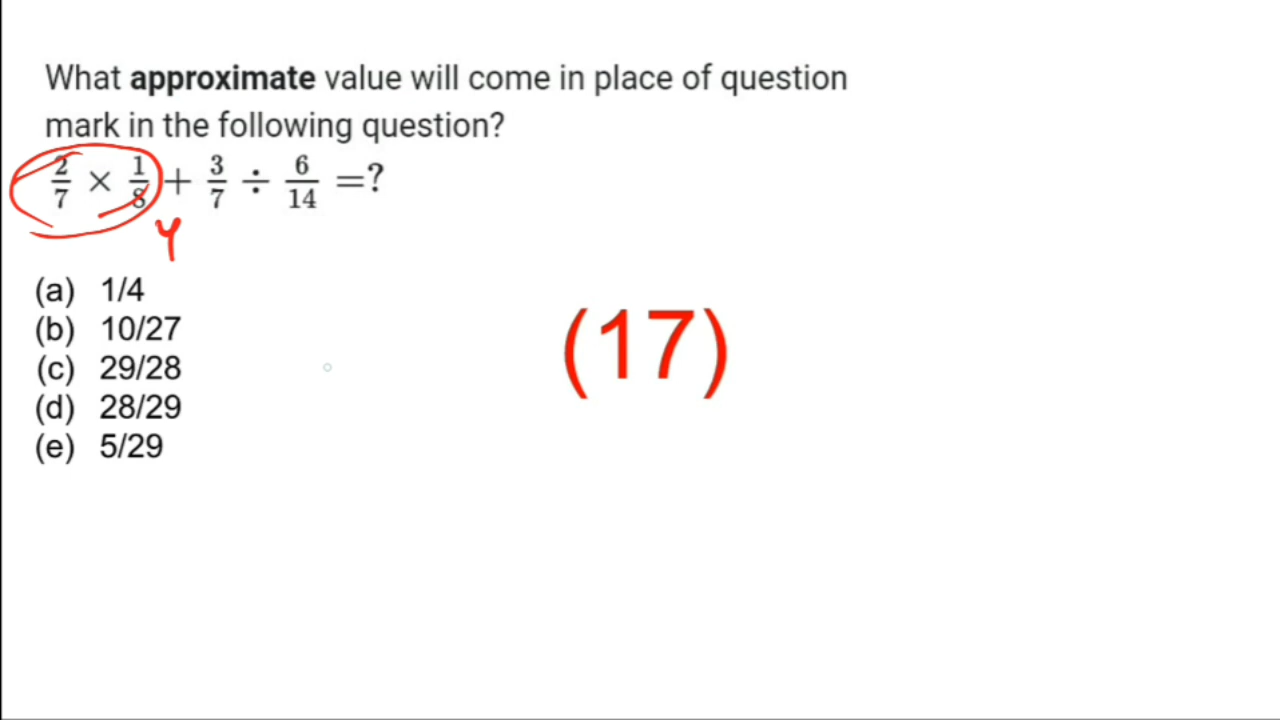 What approximate value will come in place of question
mark in the following question?
2/7 × 1/8 + 3/7 ÷ 6/14 =?
4
(a) 1/4
(b) 10/27
(c) 29/28
(d) 28/29
(e) 5/29
(17)